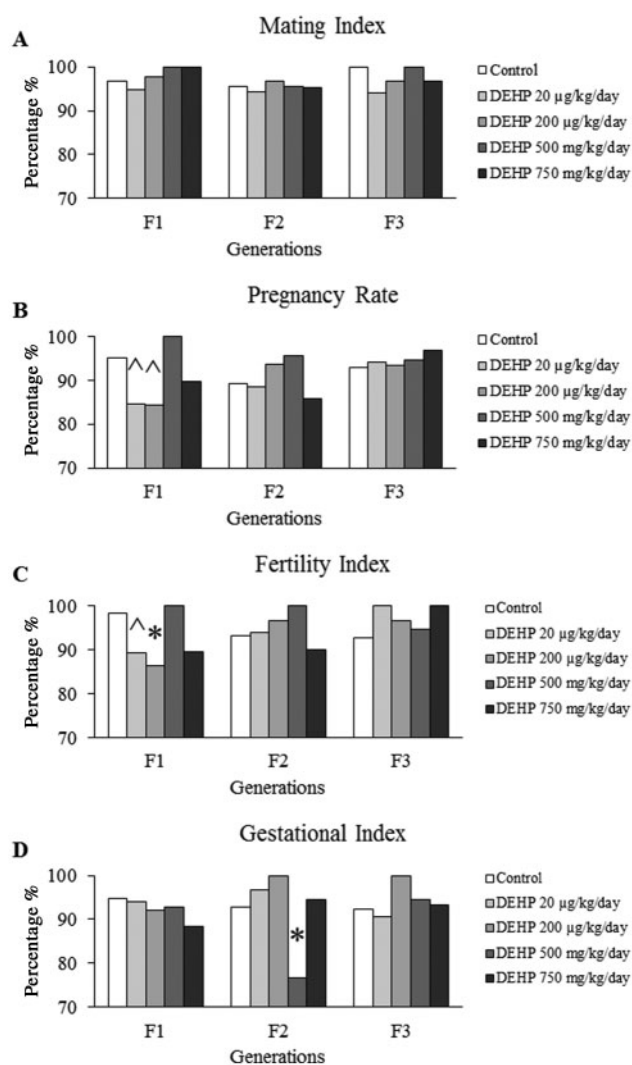 A
Mating Index
Percentage %
100
90
80
70
F1
F2
F3
Generations
Control
DEHP 20 µg/kg/day
DEHP 200 µg/kg/day
DEHP 500 mg/kg/day
DEHP 750 mg/kg/day
B
Pregnancy Rate
Percentage %
100
90
80
70
^^
F1
F2
F3
Generations
Control
DEHP 20 µg/kg/day
DEHP 200 µg/kg/day
DEHP 500 mg/kg/day
DEHP 750 mg/kg/day
C
Fertility Index
Percentage %
100
90
80
70
^ *
F1
F2
F3
Generations
Control
DEHP 20 µg/kg/day
DEHP 200 µg/kg/day
DEHP 500 mg/kg/day
DEHP 750 mg/kg/day
D
Gestational Index
Percentage %
100
90
80
70
*
F1
F2
F3
Generations
Control
DEHP 20 µg/kg/day
DEHP 200 µg/kg/day
DEHP 500 mg/kg/day
DEHP 750 mg/kg/day